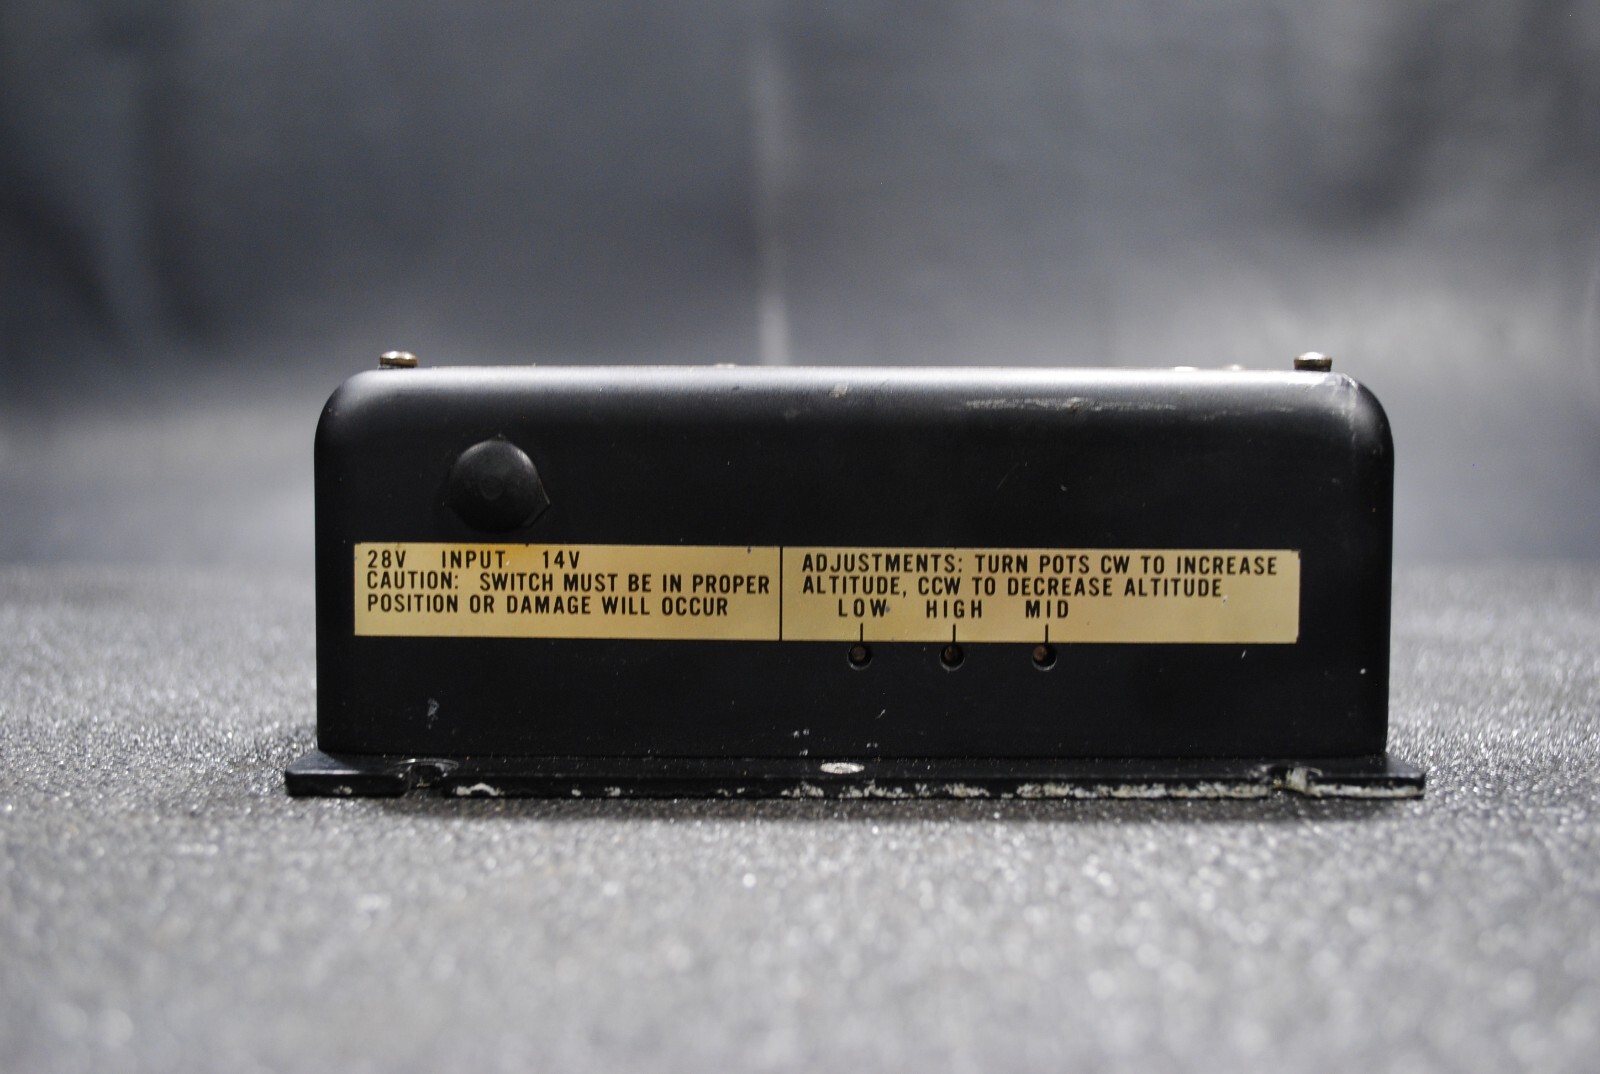 28V INPUT 14V
CAUTION: SWITCH MUST BE IN PROPER
POSITION OR DAMAGE WILL OCCUR
ADJUSTMENTS: TURN POTS CW TO INCREASE
ALTITUDE, CCW TO DECREASE ALTITUDE
LOW HIGH MID